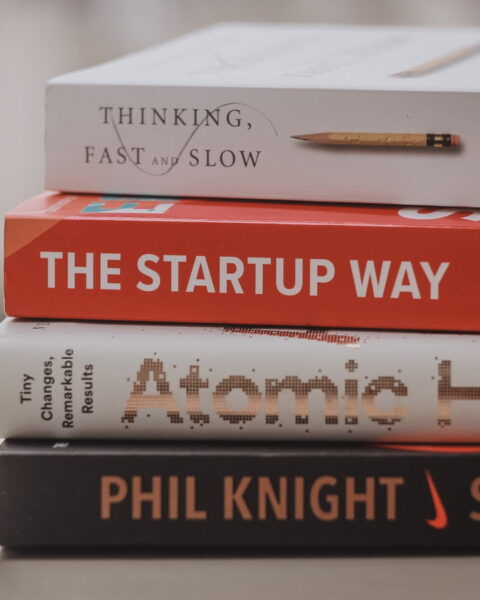 THINKING,
FAST AND SLOW
THE STARTUP WAY
Tiny
Changes,
Remarkable
Results
Atomic H
PHIL KNIGHT S